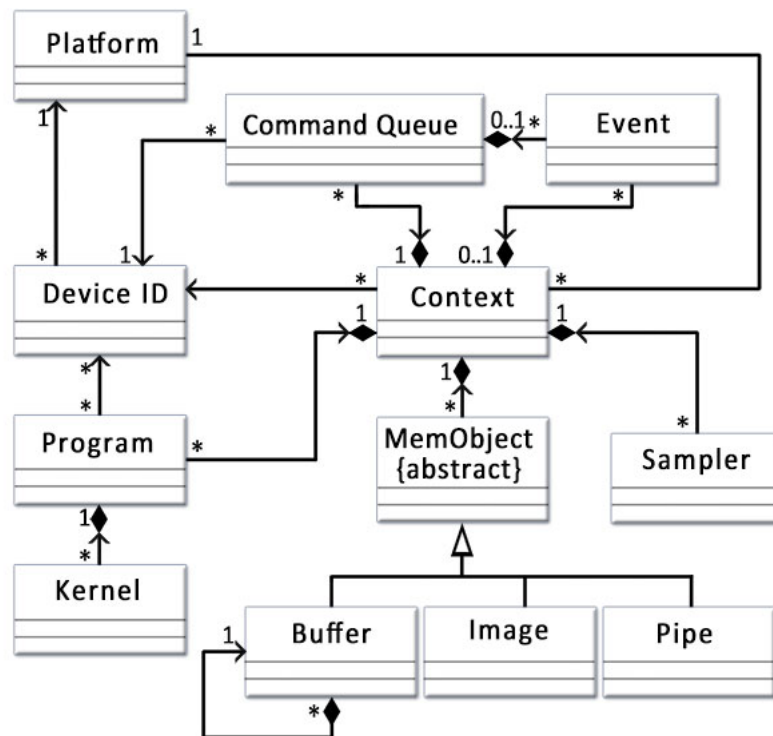 Platform
1
1
*
Command Queue
0..1
*
Event
*
*
*
1
*
1
0..1
*
Device ID
*
Context
1
1
*
*
1
*
Program
*
MemObject
{abstract}
*
Sampler
1
*
Kernel
1
Buffer
Image
Pipe
*